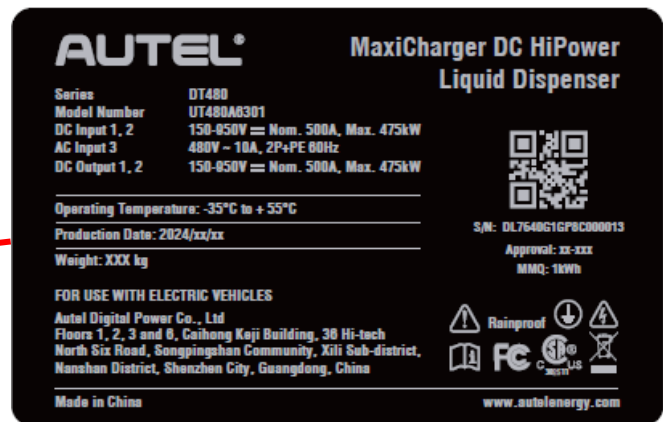 AUTEL
MaxiCharger DC HiPower
Liquid Dispenser
Series DT480
Model Number UT480A6301
DC Input 1, 2 150-950V ⎓ Nom. 500A, Max. 475kW
AC Input 3 480V ~ 10A, 2P+PE 60Hz
DC Output 1, 2 150-950V ⎓ Nom. 500A, Max. 475kW
Operating Temperature: -35°C to + 55°C
Production Date: 2024/xx/xx
Weight: XXX kg
S/N: DL7640G1GP8C000013
Approval: xx-xxx
MMQ: 1kWh
FOR USE WITH ELECTRIC VEHICLES
Autel Digital Power Co., Ltd
Floors 1, 2, 3 and 6, Caihong Keji Building, 36 Hi-tech
North Six Road, Songpingshan Community, Xili Sub-district,
Nanshan District, Shenzhen City, Guangdong, China
Rainproof
FC
C US
Made in China
www.autelenergy.com